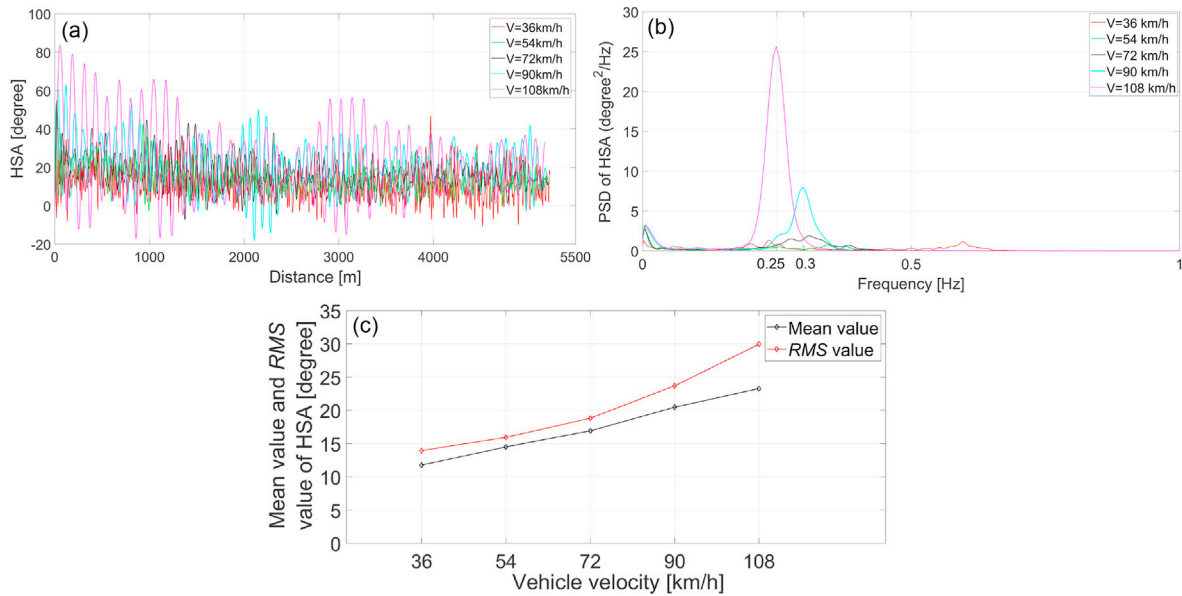 (a)
V=36km/h
V=54km/h
V=72km/h
V=90km/h
V=108km/h
HSA [degree]
100
80
60
40
20
0
-20
0
1000
2000
3000
4000
5500
Distance [m]
(b)
V=36 km/h
V=54 km/h
V=72 km/h
V=90 km/h
V=108 km/h
PSD of HSA (degree²/Hz)
30
25
20
15
10
5
0
0
0.25
0.3
0.5
1
Frequency [Hz]
(c)
Mean value
RMS value
Mean value and RMS
value of HSA [degree]
35
30
25
20
15
10
5
0
36
54
72
90
108
Vehicle velocity [km/h]